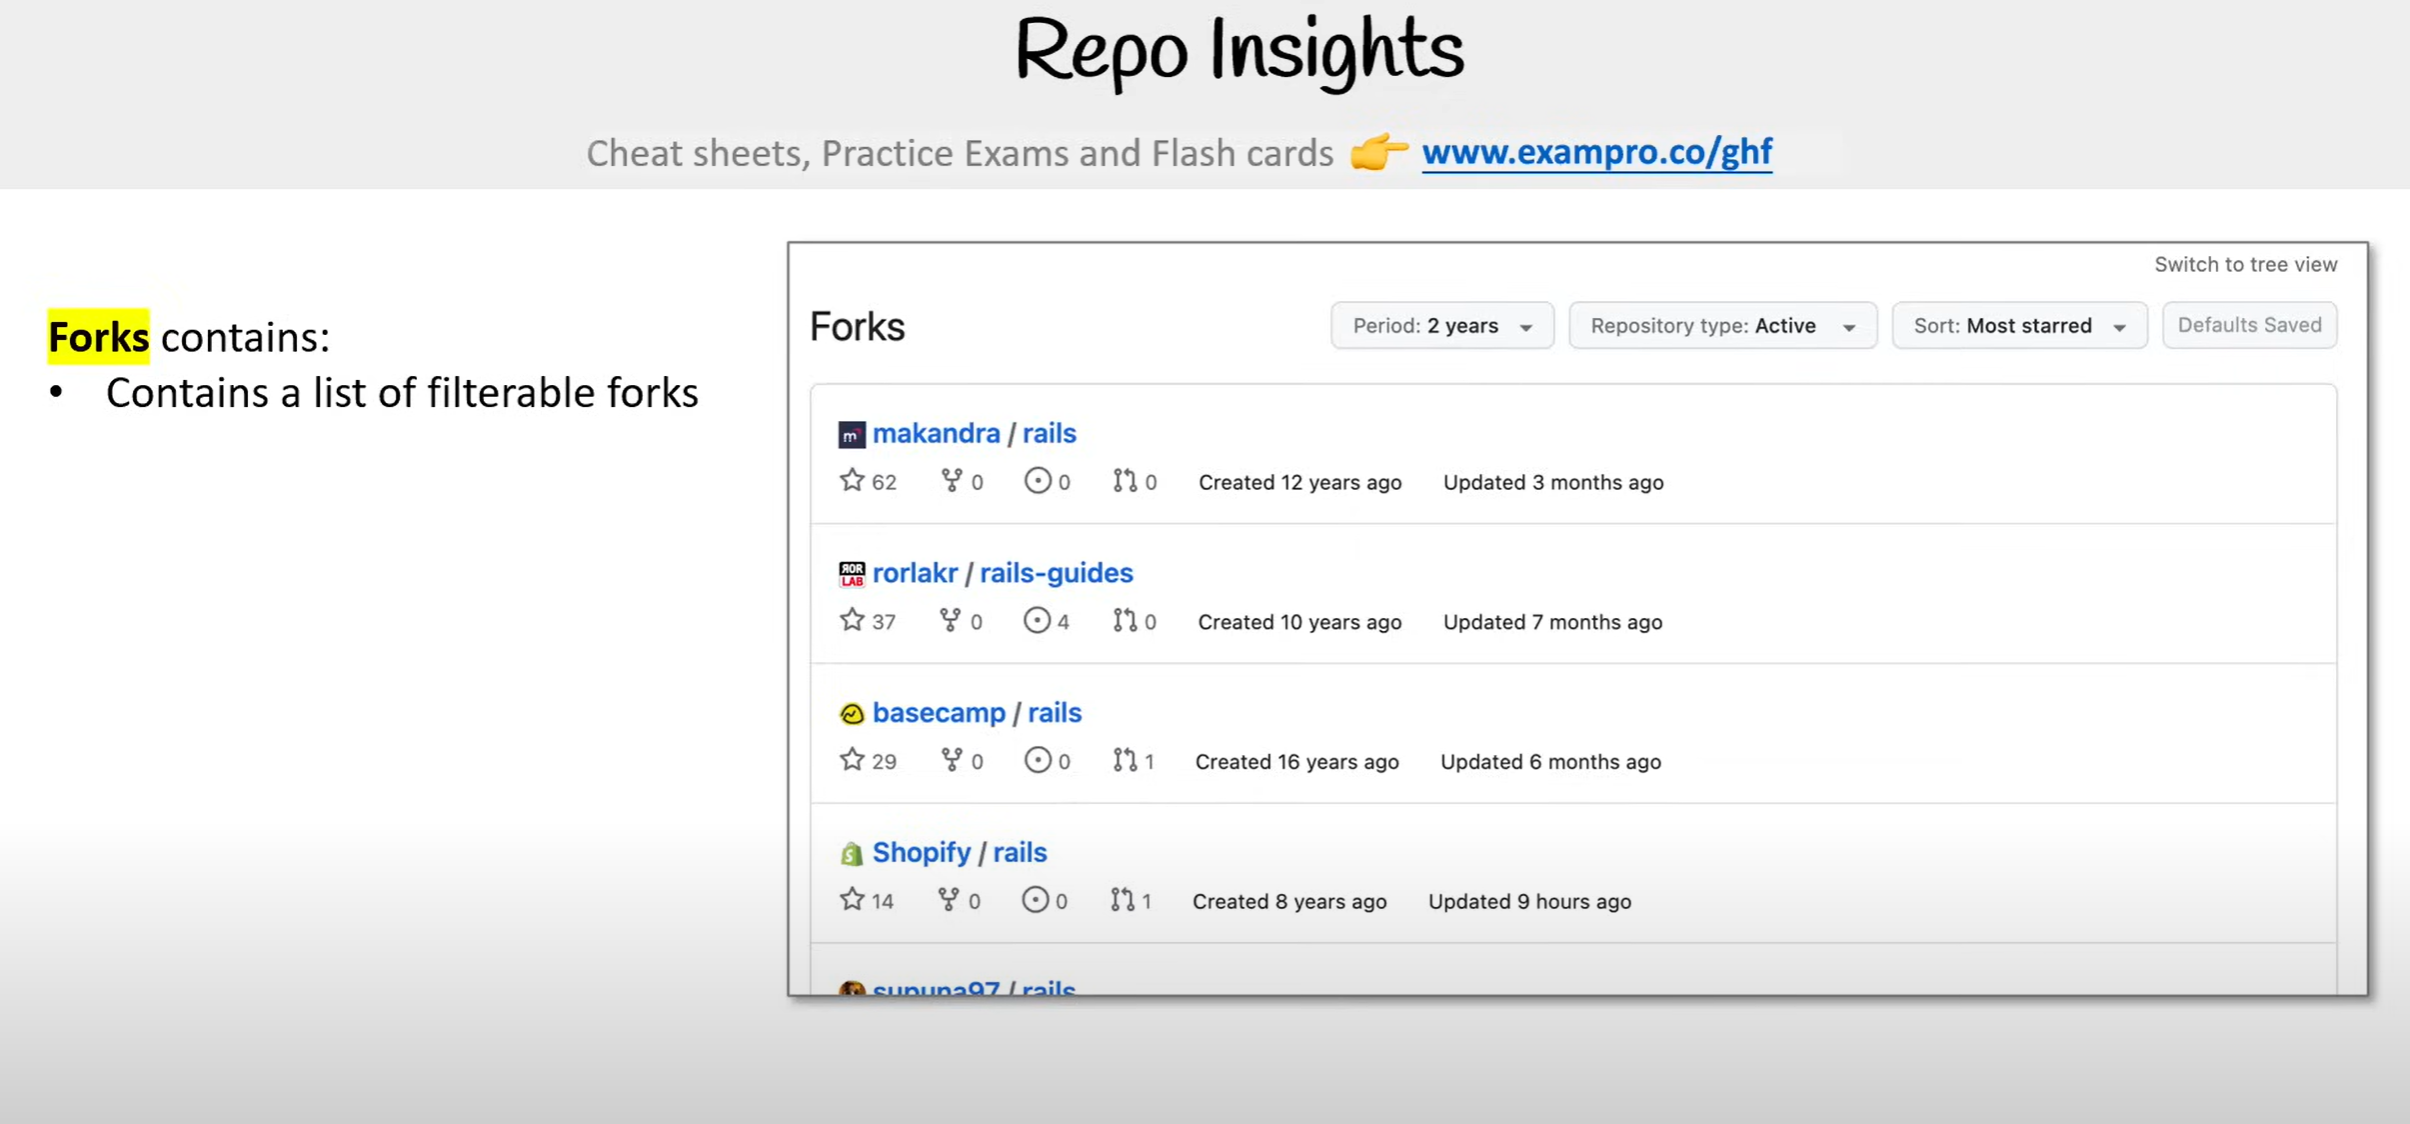 Repo Insights
Cheat sheets, Practice Exams and Flash cards 👉 www.exampro.co/ghf
Forks contains:
• Contains a list of filterable forks
Switch to tree view
Forks Period: 2 years Repository type: Active Sort: Most starred Defaults Saved
m makandra / rails
62 0 0 0 Created 12 years ago Updated 3 months ago
ROR LAB rorlakr / rails-guides
37 0 4 0 Created 10 years ago Updated 7 months ago
basecamp / rails
29 0 0 1 Created 16 years ago Updated 6 months ago
Shopify / rails
14 0 0 1 Created 8 years ago Updated 9 hours ago
supuna97 / rails